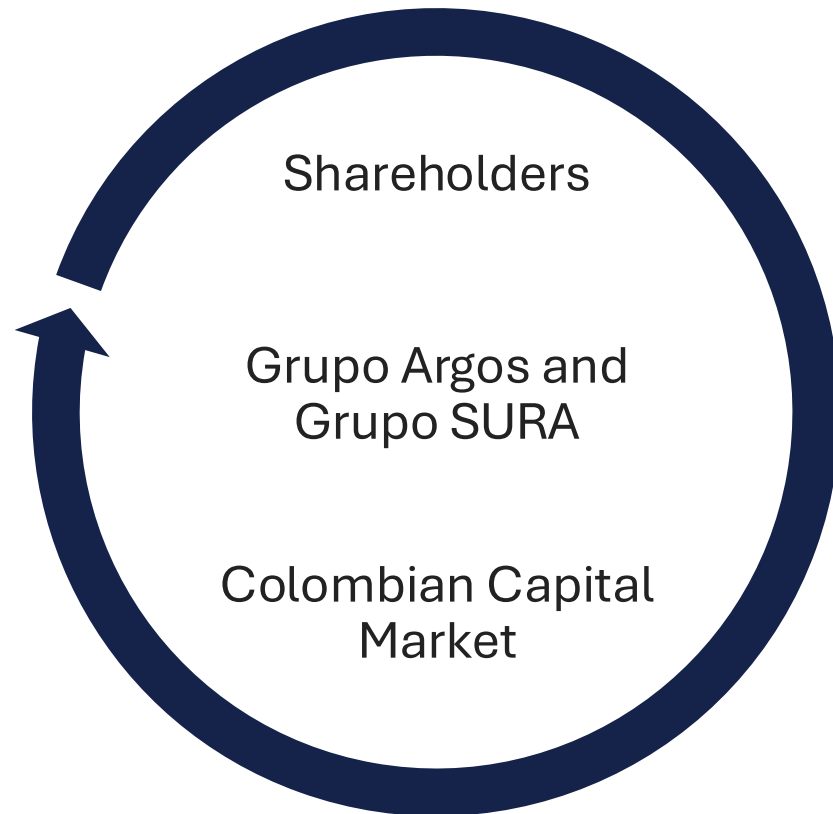 Shareholders
Grupo Argos and
Grupo SURA
Colombian Capital
Market